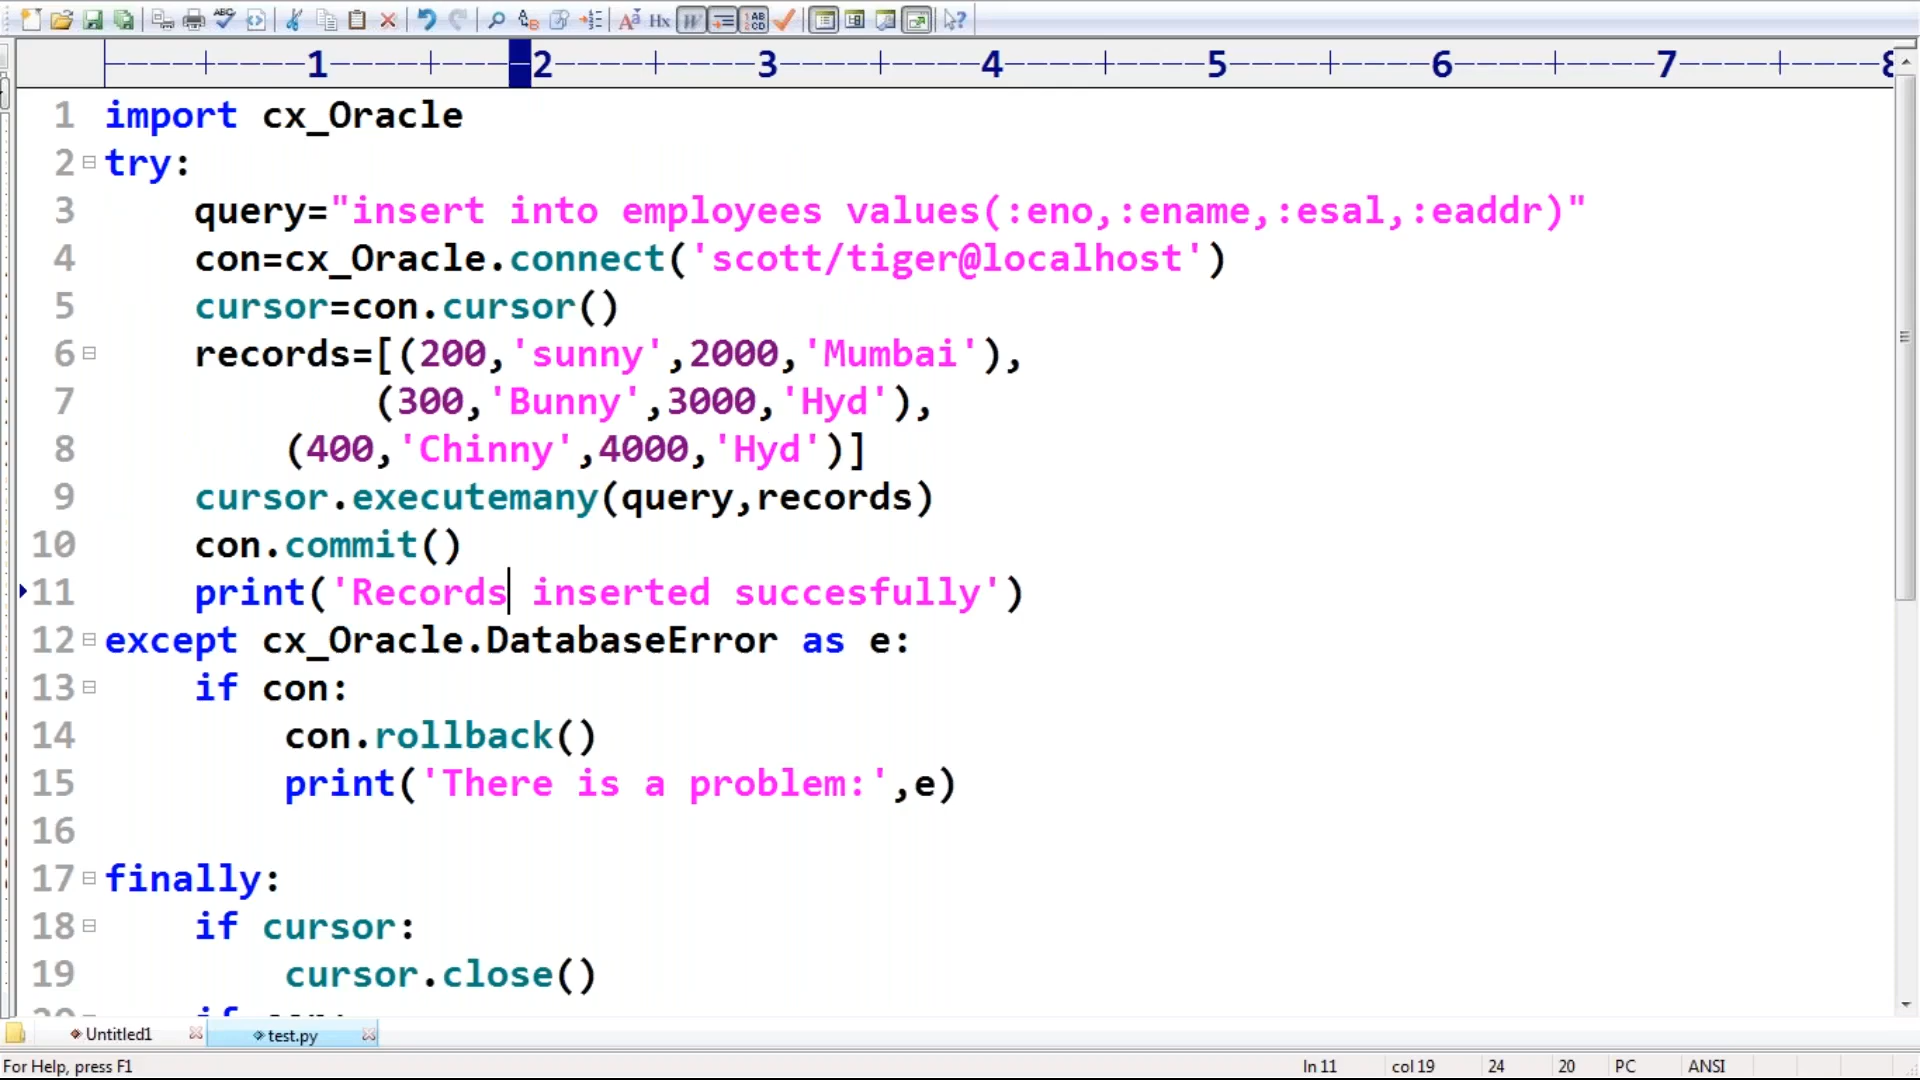 1 2 3 4 5 6 7 8
1 import cx_Oracle
2 try:
3     query="insert into employees values(:eno,:ename,:esal,:eaddr)"
4     con=cx_Oracle.connect('scott/tiger@localhost')
5     cursor=con.cursor()
6     records=[(200,'sunny',2000,'Mumbai'),
7             (300,'Bunny',3000,'Hyd'),
8         (400,'Chinny',4000,'Hyd')]
9     cursor.executemany(query,records)
10     con.commit()
11     print('Records inserted succesfully')
12 except cx_Oracle.DatabaseError as e:
13     if con:
14         con.rollback()
15         print('There is a problem:',e)
16
17 finally:
18     if cursor:
19         cursor.close()
Untitled1 test.py
For Help, press F1 ln 11 col 19 24 20 PC ANSI